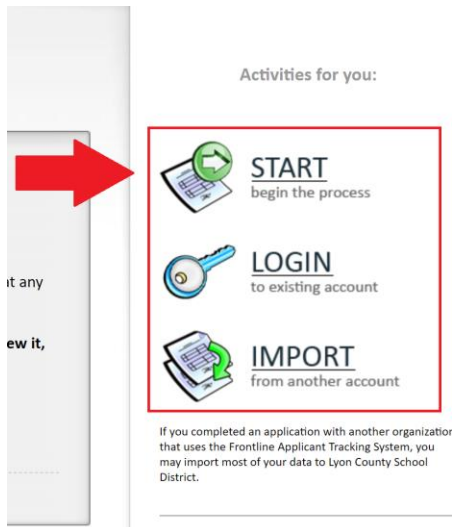 Activities for you:
START
begin the process
LOGIN
to existing account
t any
ew it,
IMPORT
from another account
If you completed an application with another organization
that uses the Frontline Applicant Tracking System, you
may import most of your data to Lyon County School
District.